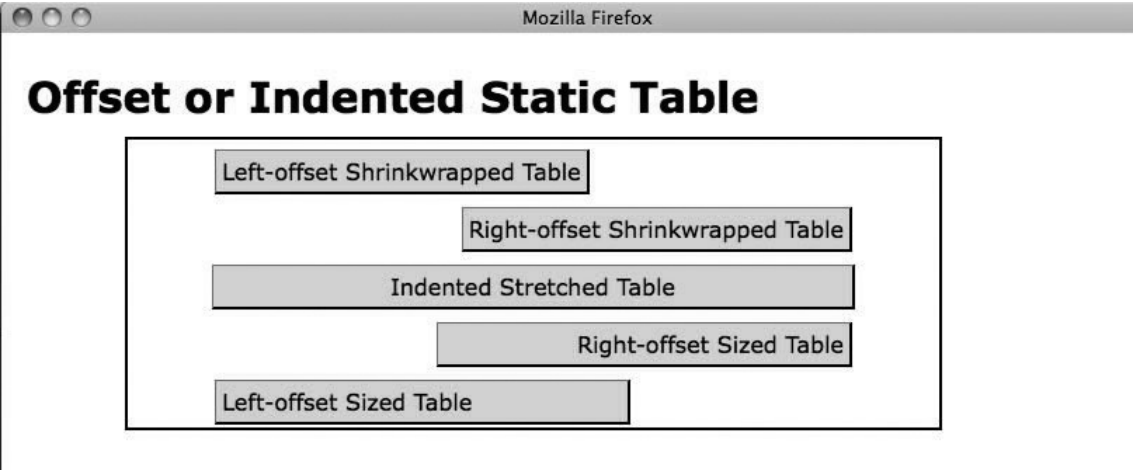 Mozilla Firefox
Offset or Indented Static Table
Left-offset Shrinkwrapped Table
Right-offset Shrinkwrapped Table
Indented Stretched Table
Right-offset Sized Table
Left-offset Sized Table